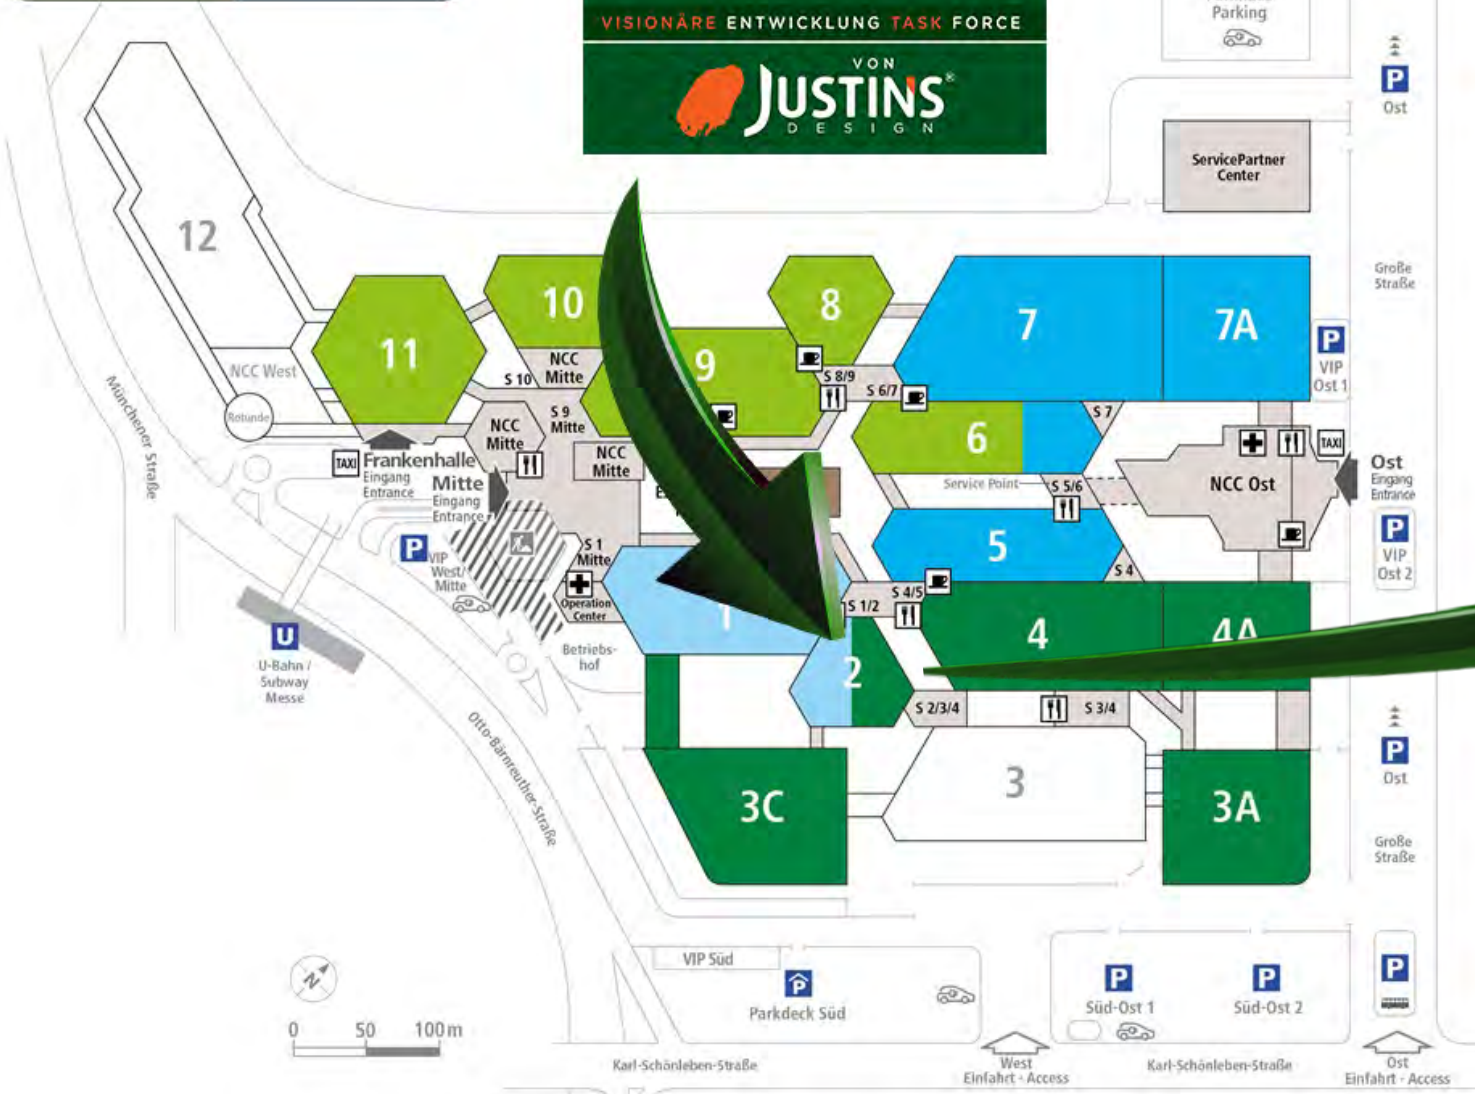 VISIONÄRE ENTWICKLUNG TASK FORCE
VON
JUSTIN'S®
DESIGN
Parking
P
Ost
ServicePartner
Center
12
Große
Straße
10
8
7
7A
11
NCC
Mitte
9
P
VIP
Ost 1
NCC West
S 10
S 8/9
S 6/7
S 9
Mitte
S 7
Rotunde
NCC
Mitte
6
Münchener Straße
TAXI
Frankenhalle
Eingang
Entrance
NCC
Mitte
TAXI
Ost
Eingang
Entrance
Mitte
Eingang
Entrance
Service Point
S 5/6
NCC Ost
P
VIP
West/
Mitte
S 1
Mitte
5
P
VIP
Ost 2
S 4
Operation
Center
1
S 1/2
S 4/5
4
4A
U
U-Bahn /
Subway
Messe
Betriebs-
hof
2
S 2/3/4
S 3/4
Otto-Bärnreuther-Straße
P
Ost
3C
3
3A
Große
Straße
N
VIP Süd
P
Parkdeck Süd
P
Süd-Ost 1
P
Süd-Ost 2
P
0 50 100 m
Karl-Schönleben-Straße
West
Einfahrt - Access
Karl-Schönleben-Straße
Ost
Einfahrt - Access